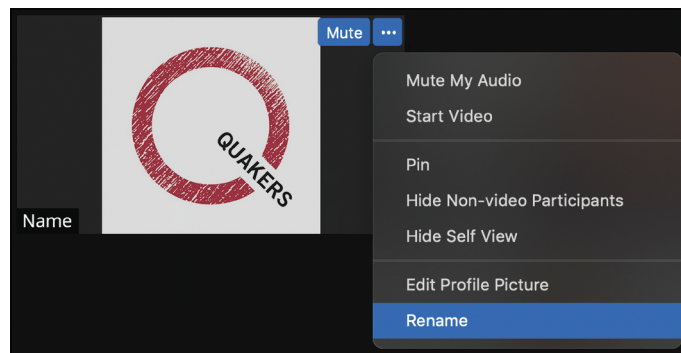 Mute ...
QUAKERS
Name
Mute My Audio
Start Video
Pin
Hide Non-video Participants
Hide Self View
Edit Profile Picture
Rename